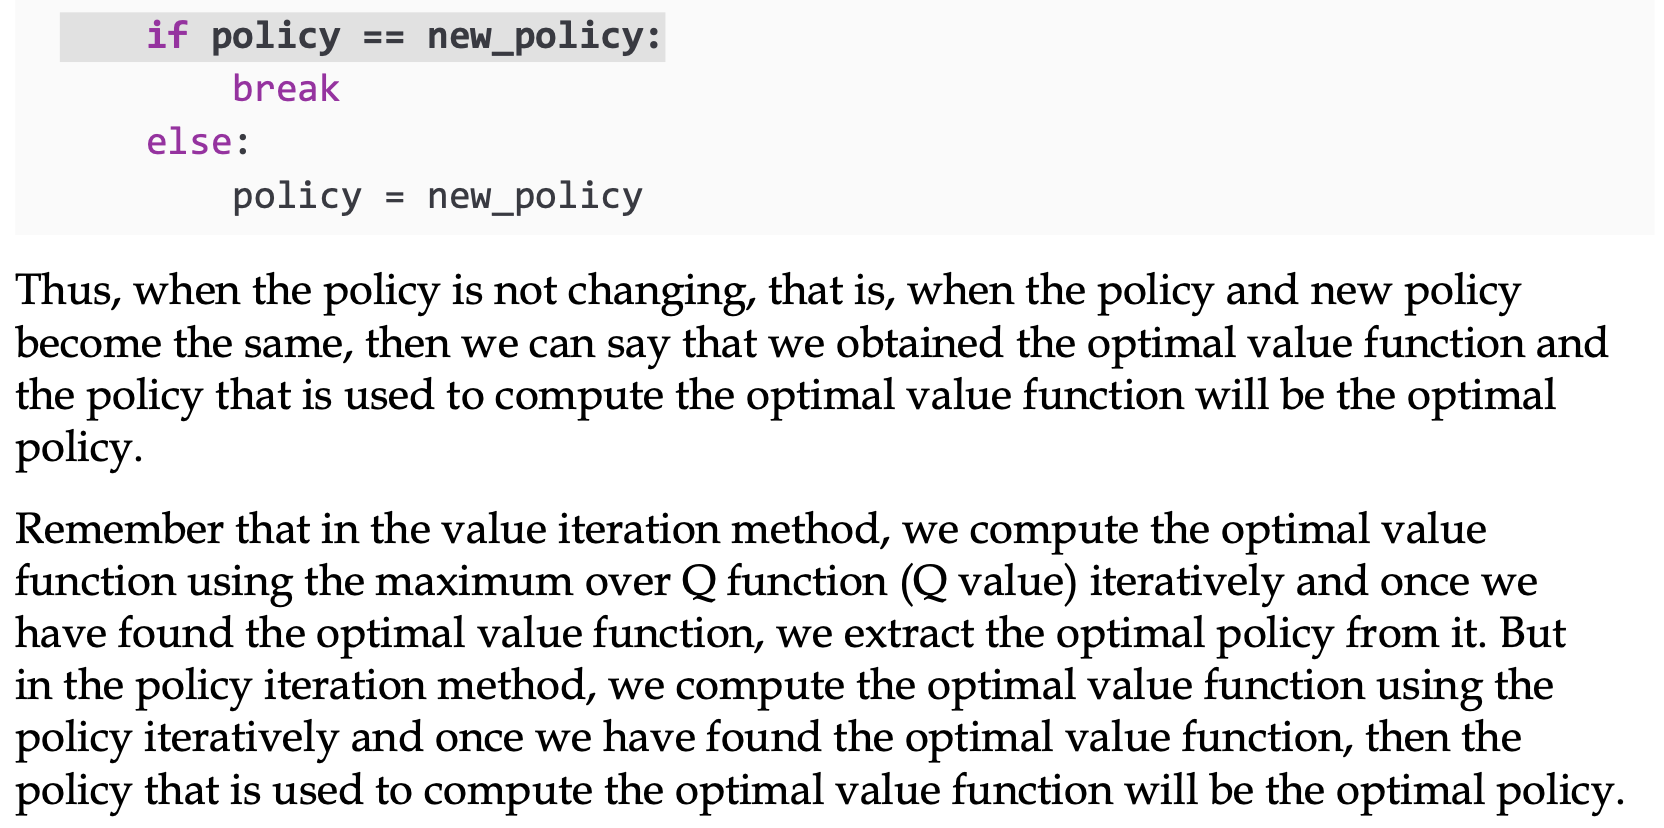 if policy == new_policy:
break
else:
policy = new_policy
Thus, when the policy is not changing, that is, when the policy and new policy
become the same, then we can say that we obtained the optimal value function and
the policy that is used to compute the optimal value function will be the optimal
policy.
Remember that in the value iteration method, we compute the optimal value
function using the maximum over Q function (Q value) iteratively and once we
have found the optimal value function, we extract the optimal policy from it. But
in the policy iteration method, we compute the optimal value function using the
policy iteratively and once we have found the optimal value function, then the
policy that is used to compute the optimal value function will be the optimal policy.